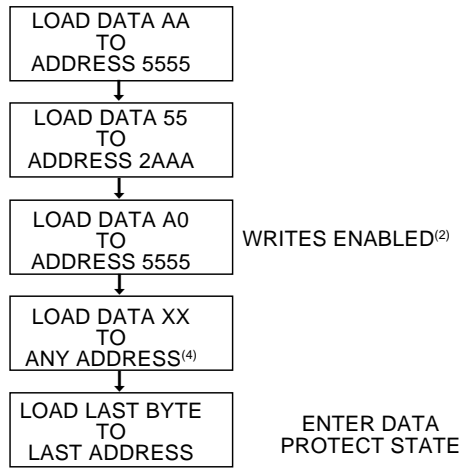 LOAD DATA AA
TO
ADDRESS 5555
LOAD DATA 55
TO
ADDRESS 2AAA
LOAD DATA A0
TO
ADDRESS 5555
WRITES ENABLED(2)
LOAD DATA XX
TO
ANY ADDRESS(4)
LOAD LAST BYTE
TO
LAST ADDRESS
ENTER DATA
PROTECT STATE